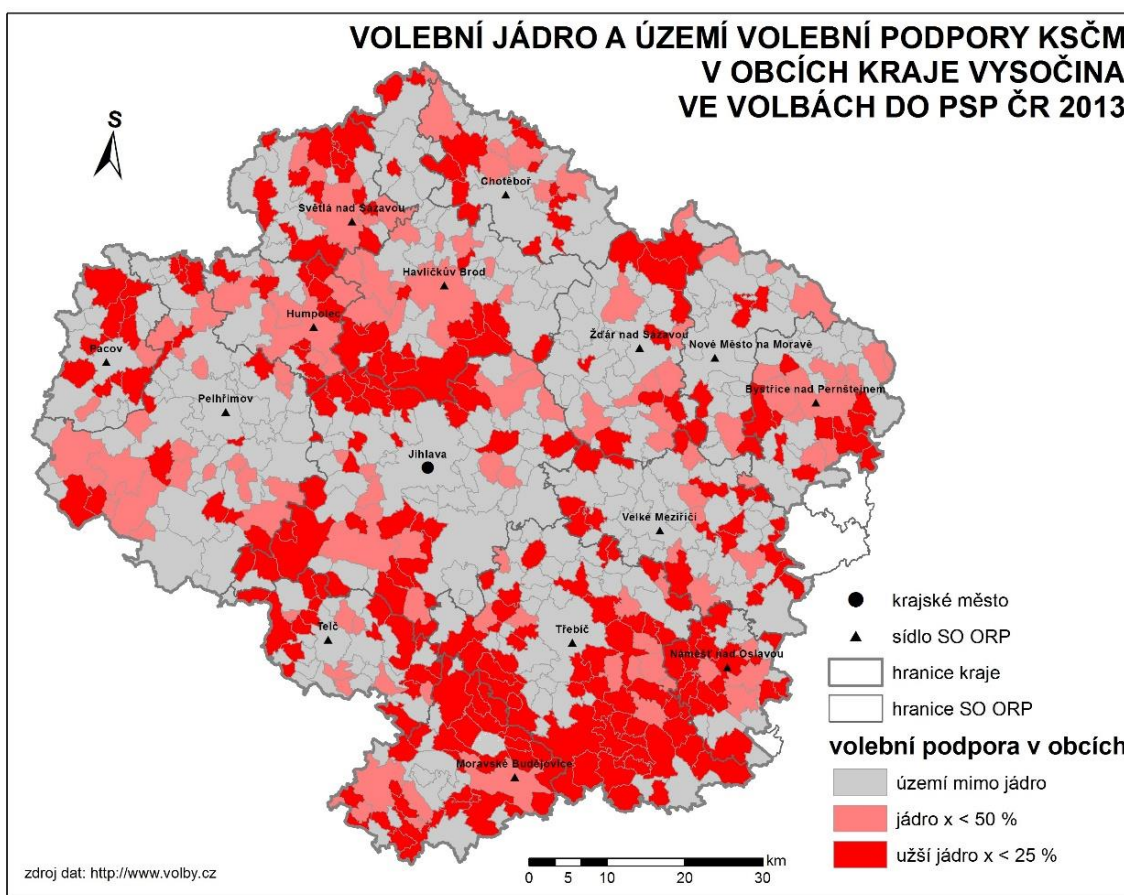 VOLEBNÍ JÁDRO A ÚZEMÍ VOLEBNÍ PODPORY KSČM
V OBCÍCH KRAJE VYSOČINA
VE VOLBÁCH DO PSP ČR 2013
S
Chotěboř
Světlá nad Sázavou
Havlíčkův Brod
Humpolec
Žďár nad Sázavou
Nové Město na Moravě
Pacov
Bystřice nad Pernštejnem
Pelhřimov
Jihlava
Velké Meziříčí
Telč
Třebíč
Náměšť nad Oslavou
Moravské Budějovice
krajské město
sídlo SO ORP
hranice kraje
hranice SO ORP
volební podpora v obcích
území mimo jádro
jádro x < 50 %
užší jádro x < 25 %
km
0 5 10 20 30
zdroj dat: http://www.volby.cz